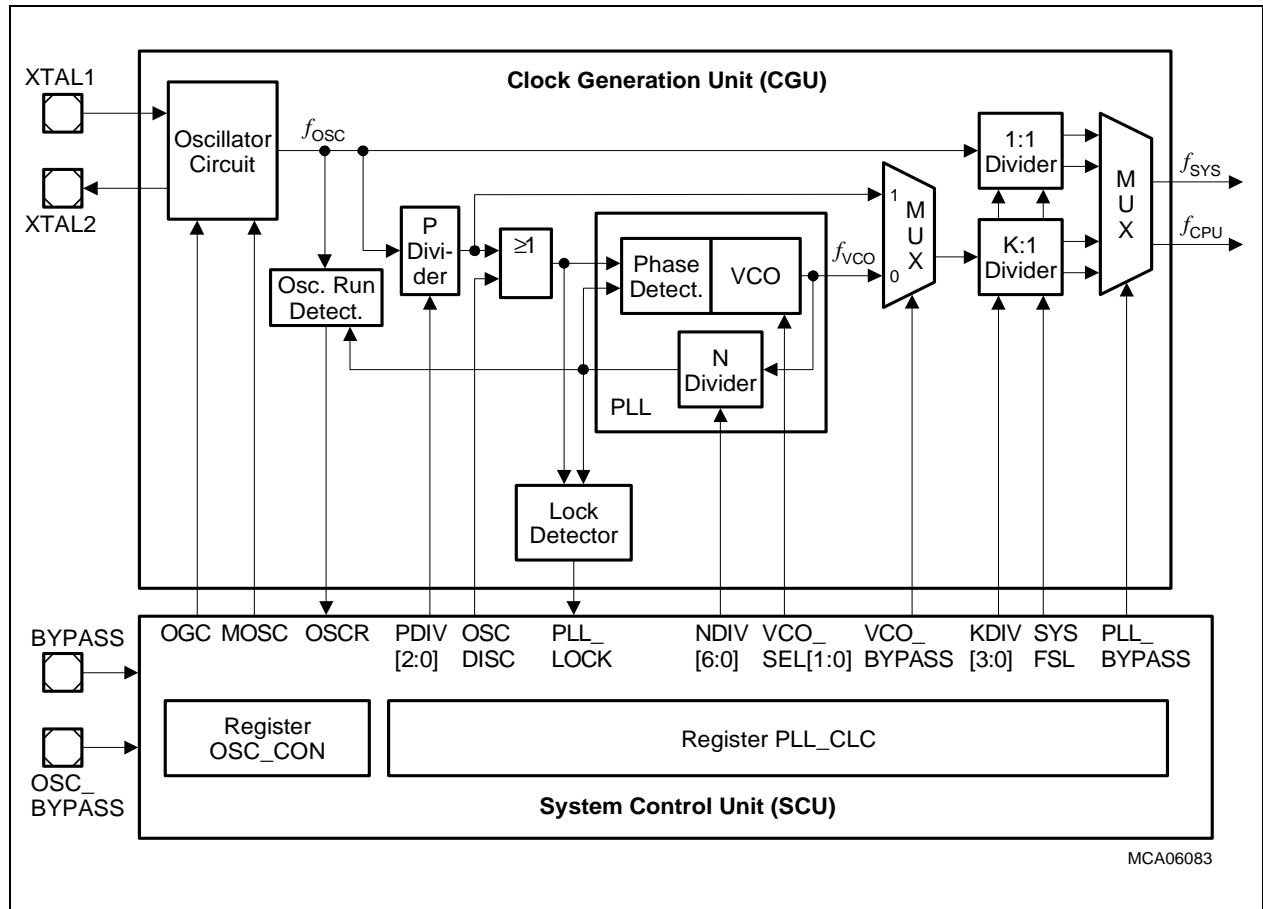 Clock Generation Unit (CGU)
XTAL1
XTAL2
Oscillator
Circuit
fOSC
Osc. Run
Detect.
P
Divi-
der
≥1
Phase
Detect.
VCO
N
Divider
PLL
fVCO
1
0
M
U
X
1:1
Divider
K:1
Divider
M
U
X
fSYS
fCPU
Lock
Detector
BYPASS
OSC_
BYPASS
OGC
MOSC
OSCR
PDIV
[2:0]
OSC
DISC
PLL_
LOCK
NDIV
[6:0]
VCO_
SEL[1:0]
VCO_
BYPASS
KDIV
[3:0]
SYS
FSL
PLL_
BYPASS
Register
OSC_CON
Register PLL_CLC
System Control Unit (SCU)
MCA06083